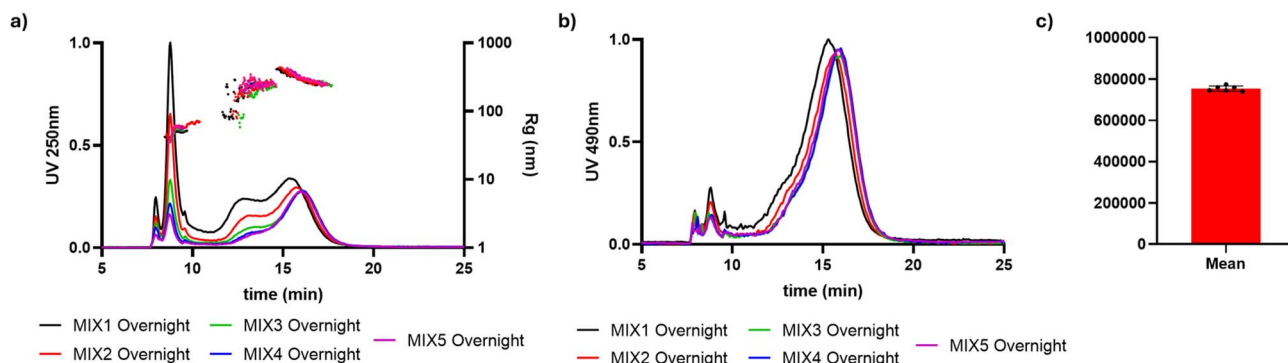 a)
1.0
0.5
0.0
UV 250nm
1000
100
10
1
Rg (nm)
5 10 15 20 25
time (min)
MIX1 Overnight MIX3 Overnight MIX5 Overnight
MIX2 Overnight MIX4 Overnight
b)
1.0
0.5
0.0
UV 490nm
5 10 15 20 25
time (min)
MIX1 Overnight MIX3 Overnight MIX5 Overnight
MIX2 Overnight MIX4 Overnight
c)
1000000
800000
600000
400000
200000
0
Mean